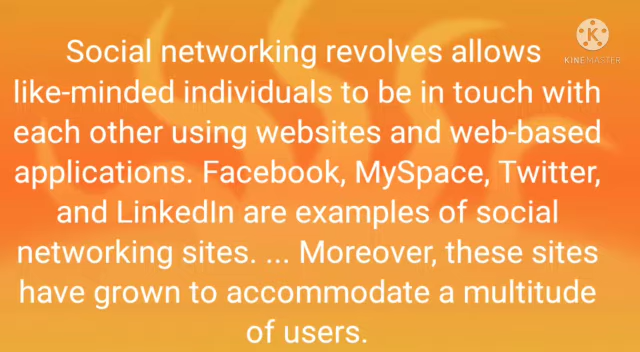 Social networking revolves allows
like-minded individuals to be in touch with
each other using websites and web-based
applications. Facebook, MySpace, Twitter,
and LinkedIn are examples of social
networking sites. ... Moreover, these sites
have grown to accommodate a multitude
of users.
K
KINEMASTER